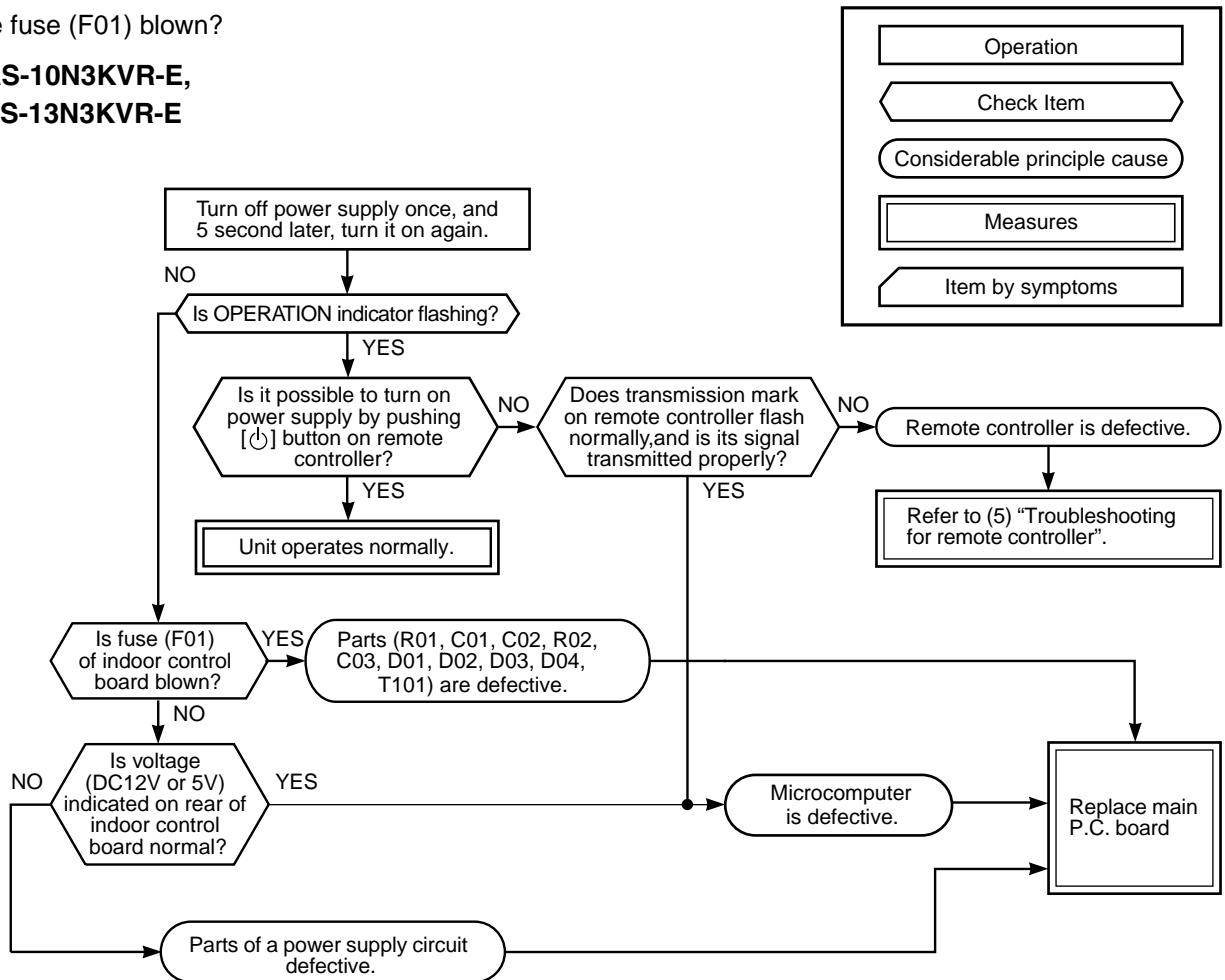 fuse (F01) blown?
S-10N3KVR-E,
S-13N3KVR-E
Operation
Check Item
Considerable principle cause
Measures
Item by symptoms
Turn off power supply once, and
5 second later, turn it on again.
NO
Is OPERATION indicator flashing?
YES
Is it possible to turn on
power supply by pushing
[⏻] button on remote
controller?
NO
Does transmission mark
on remote controller flash
normally,and is its signal
transmitted properly?
NO
Remote controller is defective.
YES
YES
Unit operates normally.
Refer to (5) “Troubleshooting
for remote controller”.
Is fuse (F01)
of indoor control
board blown?
YES
Parts (R01, C01, C02, R02,
C03, D01, D02, D03, D04,
T101) are defective.
NO
Is voltage
(DC12V or 5V)
indicated on rear of
indoor control
board normal?
NO
YES
Microcomputer
is defective.
Replace main
P.C. board
Parts of a power supply circuit
defective.